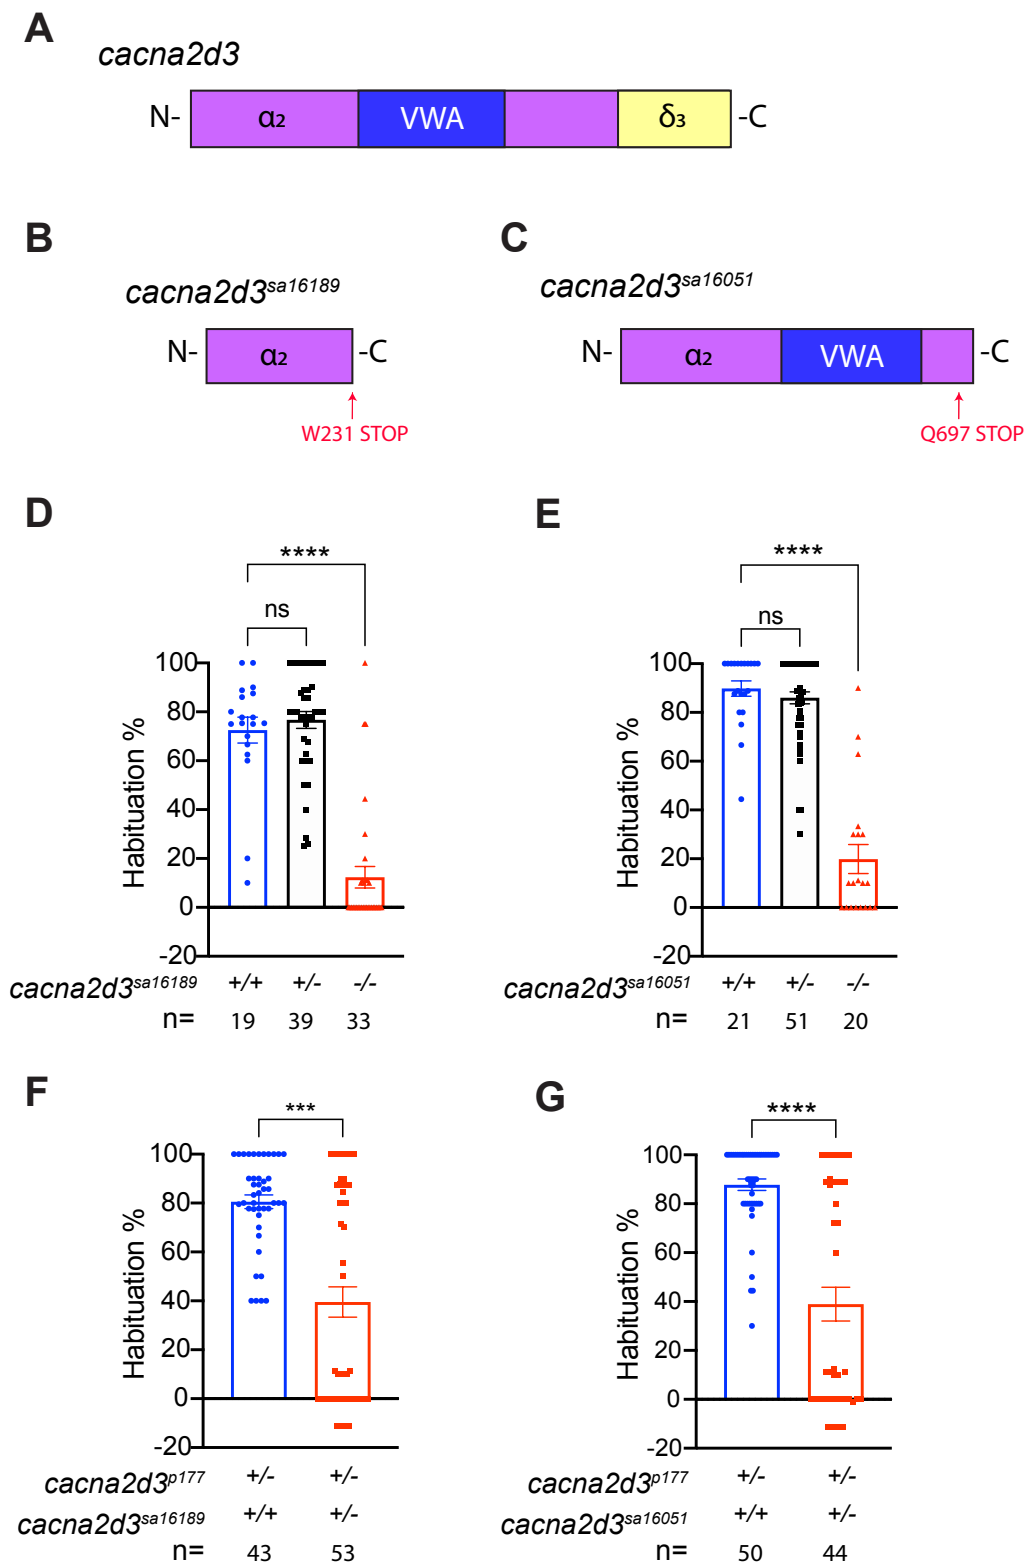 A
cacna2d3
N- α2 VWA δ3 -C
B
cacna2d3sa16189
N- α2 -C
W231 STOP
C
cacna2d3sa16051
N- α2 VWA -C
Q697 STOP
D
****
ns
Habituation %
100
80
60
40
20
0
-20
cacna2d3sa16189 +/+ +/- -/-
n= 19 39 33
E
****
ns
Habituation %
100
80
60
40
20
0
-20
cacna2d3sa16051 +/+ +/- -/-
n= 21 51 20
F
***
Habituation %
100
80
60
40
20
0
-20
cacna2d3p177 +/- +/-
cacna2d3sa16189 +/+ +/-
n= 43 53
G
****
Habituation %
100
80
60
40
20
0
-20
cacna2d3p177 +/- +/-
cacna2d3sa16051 +/+ +/-
n= 50 44